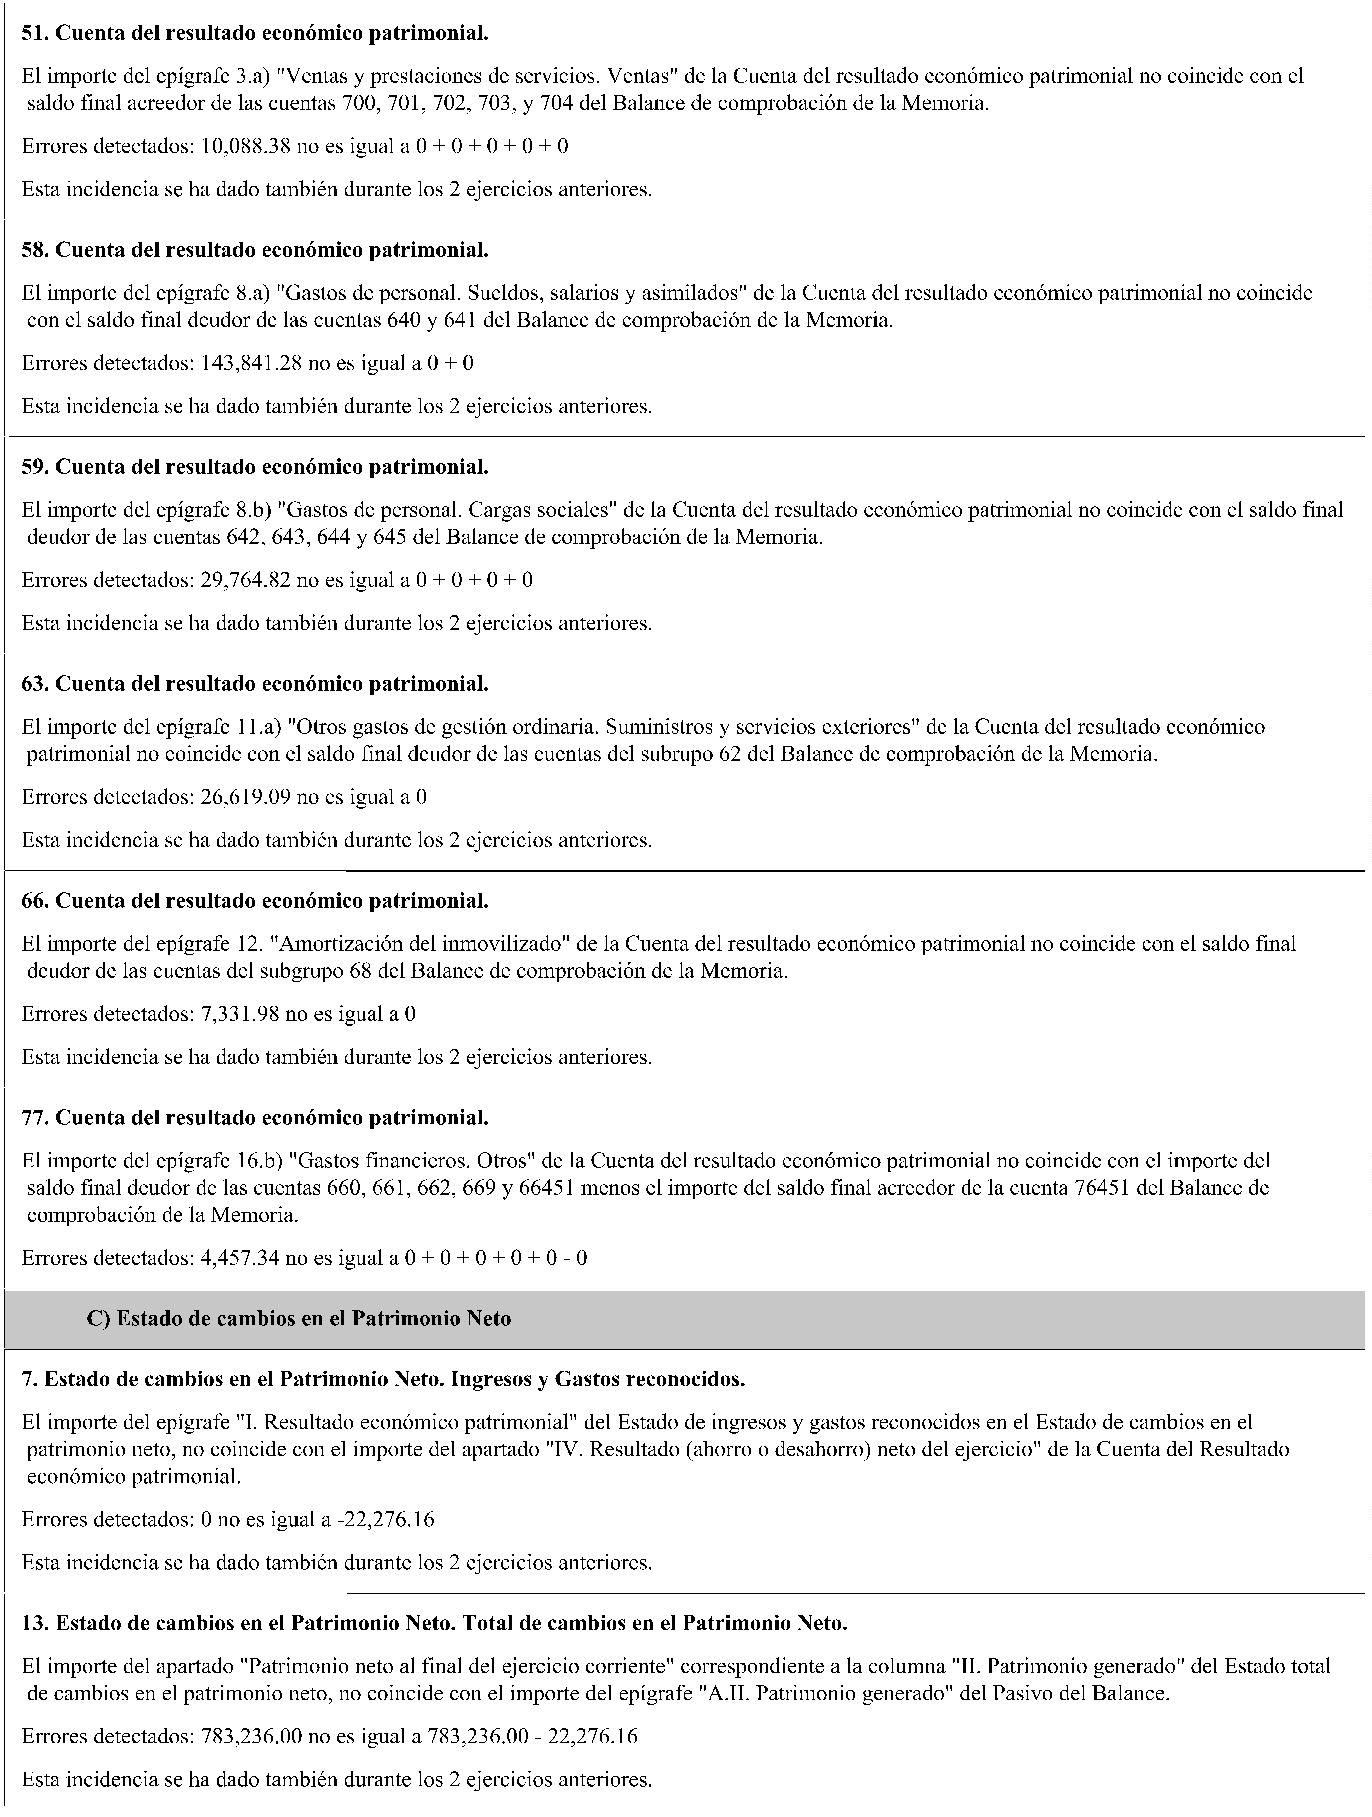 51. Cuenta del resultado económico patrimonial.
El importe del epígrafe 3.a) "Ventas y prestaciones de servicios. Ventas" de la Cuenta del resultado económico patrimonial no coincide con el
saldo final acreedor de las cuentas 700, 701, 702, 703, y 704 del Balance de comprobación de la Memoria.
Errores detectados: 10,088.38 no es igual a 0 + 0 + 0 + 0 + 0
Esta incidencia se ha dado también durante los 2 ejercicios anteriores.
58. Cuenta del resultado económico patrimonial.
El importe del epígrafe 8.a) "Gastos de personal. Sueldos, salarios y asimilados" de la Cuenta del resultado económico patrimonial no coincide
con el saldo final deudor de las cuentas 640 y 641 del Balance de comprobación de la Memoria.
Errores detectados: 143,841.28 no es igual a 0 + 0
Esta incidencia se ha dado también durante los 2 ejercicios anteriores.
59. Cuenta del resultado económico patrimonial.
El importe del epígrafe 8.b) "Gastos de personal. Cargas sociales" de la Cuenta del resultado económico patrimonial no coincide con el saldo final
deudor de las cuentas 642, 643, 644 y 645 del Balance de comprobación de la Memoria.
Errores detectados: 29,764.82 no es igual a 0 + 0 + 0 + 0
Esta incidencia se ha dado también durante los 2 ejercicios anteriores.
63. Cuenta del resultado económico patrimonial.
El importe del epígrafe 11.a) "Otros gastos de gestión ordinaria. Suministros y servicios exteriores" de la Cuenta del resultado económico
patrimonial no coincide con el saldo final deudor de las cuentas del subrupo 62 del Balance de comprobación de la Memoria.
Errores detectados: 26,619.09 no es igual a 0
Esta incidencia se ha dado también durante los 2 ejercicios anteriores.
66. Cuenta del resultado económico patrimonial.
El importe del epígrafe 12. "Amortización del inmovilizado" de la Cuenta del resultado económico patrimonial no coincide con el saldo final
deudor de las cuentas del subgrupo 68 del Balance de comprobación de la Memoria.
Errores detectados: 7,331.98 no es igual a 0
Esta incidencia se ha dado también durante los 2 ejercicios anteriores.
77. Cuenta del resultado económico patrimonial.
El importe del epígrafe 16.b) "Gastos financieros. Otros" de la Cuenta del resultado económico patrimonial no coincide con el importe del
saldo final deudor de las cuentas 660, 661, 662, 669 y 66451 menos el importe del saldo final acreedor de la cuenta 76451 del Balance de
comprobación de la Memoria.
Errores detectados: 4,457.34 no es igual a 0 + 0 + 0 + 0 + 0 - 0
C) Estado de cambios en el Patrimonio Neto
7. Estado de cambios en el Patrimonio Neto. Ingresos y Gastos reconocidos.
El importe del epígrafe "I. Resultado económico patrimonial" del Estado de ingresos y gastos reconocidos en el Estado de cambios en el
patrimonio neto, no coincide con el importe del apartado "IV. Resultado (ahorro o desahorro) neto del ejercicio" de la Cuenta del Resultado
económico patrimonial.
Errores detectados: 0 no es igual a -22,276.16
Esta incidencia se ha dado también durante los 2 ejercicios anteriores.
13. Estado de cambios en el Patrimonio Neto. Total de cambios en el Patrimonio Neto.
El importe del apartado "Patrimonio neto al final del ejercicio corriente" correspondiente a la columna "II. Patrimonio generado" del Estado total
de cambios en el patrimonio neto, no coincide con el importe del epígrafe "A.II. Patrimonio generado" del Pasivo del Balance.
Errores detectados: 783,236.00 no es igual a 783,236.00 - 22,276.16
Esta incidencia se ha dado también durante los 2 ejercicios anteriores.